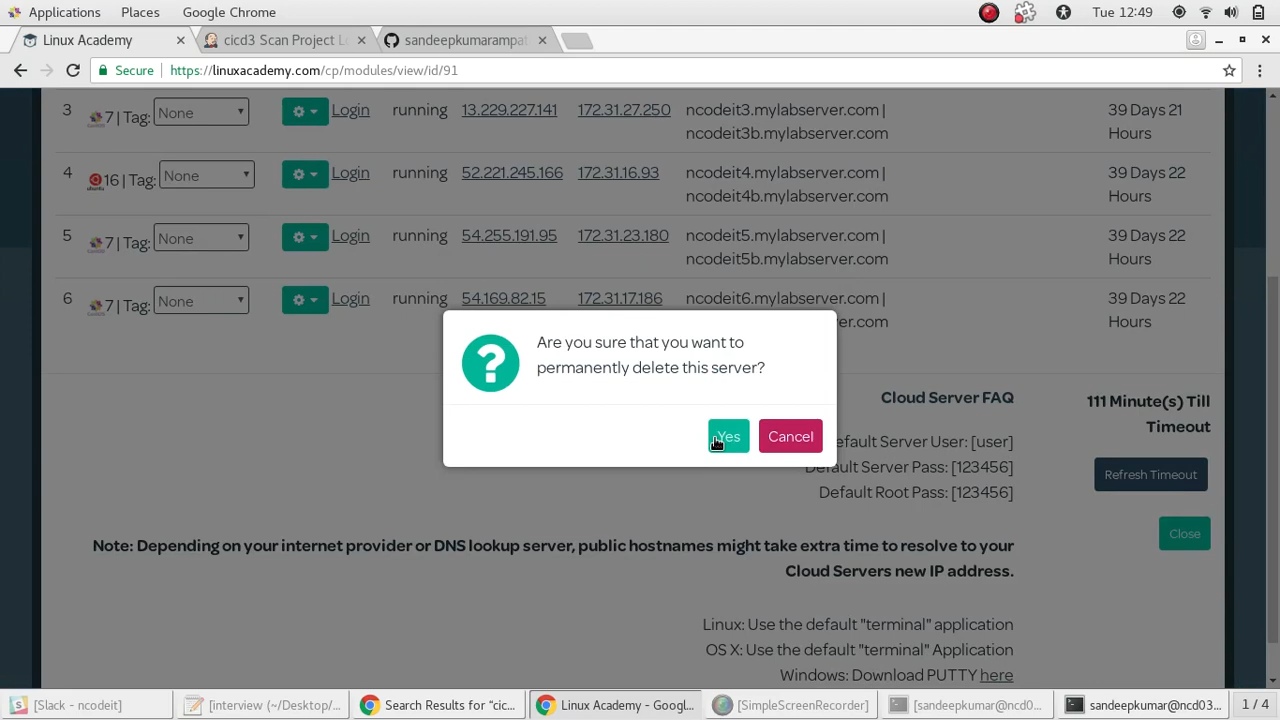 Applications Places Google Chrome Tue 12:49
Linux Academy cicd3 Scan Project Le sandeepkumarampat
Secure https://linuxacademy.com/cp/modules/view/id/91
3 7 | Tag: None Login running 13.229.227.141 172.31.27.250 ncodeit3.mylabserver.com | 39 Days 21
ncodeit3b.mylabserver.com Hours
4 16 | Tag: None Login running 52.221.245.166 172.31.16.93 ncodeit4.mylabserver.com | 39 Days 22
ncodeit4b.mylabserver.com Hours
5 7 | Tag: None Login running 54.255.191.95 172.31.23.180 ncodeit5.mylabserver.com | 39 Days 22
ncodeit5b.mylabserver.com Hours
6 7 | Tag: None Login running 54.169.82.15 172.31.17.186 ncodeit6.mylabserver.com | 39 Days 22
server.com Hours
Are you sure that you want to
permanently delete this server?
Yes Cancel
Cloud Server FAQ
111 Minute(s) Till
Timeout
efault Server User: [user]
Default Server Pass: [123456]
Default Root Pass: [123456]
Refresh Timeout
Close
Note: Depending on your internet provider or DNS lookup server, public hostnames might take extra time to resolve to your
Cloud Servers new IP address.
Linux: Use the default "terminal" application
OS X: Use the default "terminal" Application
Windows: Download PUTTY here
[Slack - ncodeit] [interview (~/Desktop/... Search Results for “cic... Linux Academy - Googl... [SimpleScreenRecorder] [sandeepkumar@ncd0... sandeepkumar@ncd03... 1 / 4